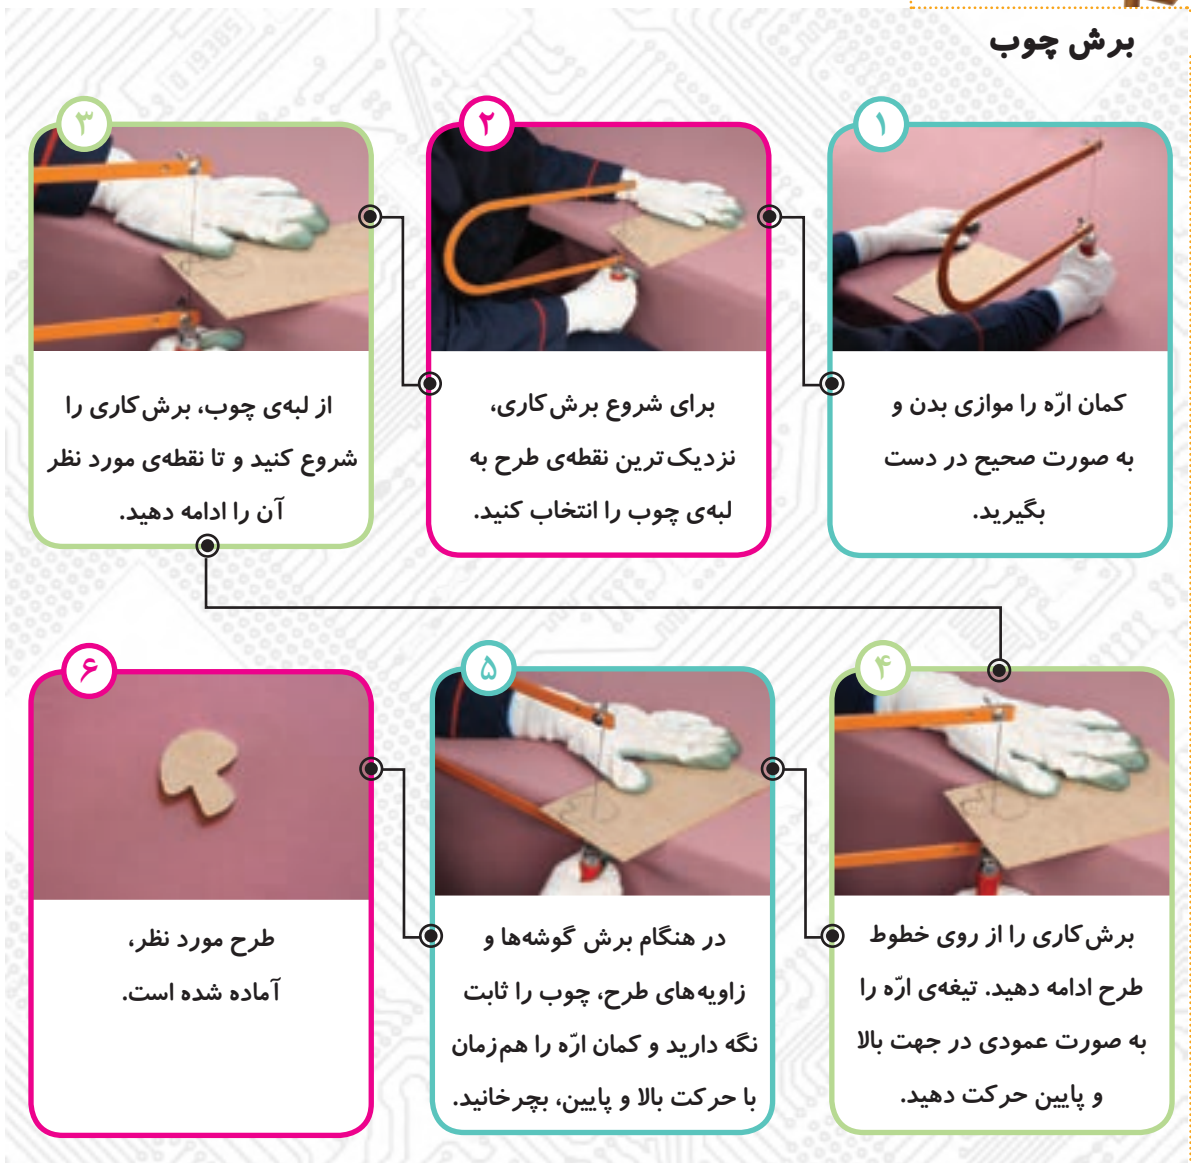 برش چوب
۱
کمان ارّه را موازی بدن و
به صورت صحیح در دست
بگیرید.
۲
برای شروع برش‌کاری،
نزدیک‌ترین نقطه‌ی طرح به
لبه‌ی چوب را انتخاب کنید.
۳
از لبه‌ی چوب، برش‌کاری را
شروع کنید و تا نقطه‌ی مورد نظر
آن را ادامه دهید.
۴
برش‌کاری را از روی خطوط
طرح ادامه دهید. تیغه‌ی ارّه را
به صورت عمودی در جهت بالا
و پایین حرکت دهید.
۵
در هنگام برش گوشه‌ها و
زاویه‌های طرح، چوب را ثابت
نگه دارید و کمان ارّه را هم‌زمان
با حرکت بالا و پایین، بچرخانید.
۶
طرح مورد نظر،
آماده شده است.